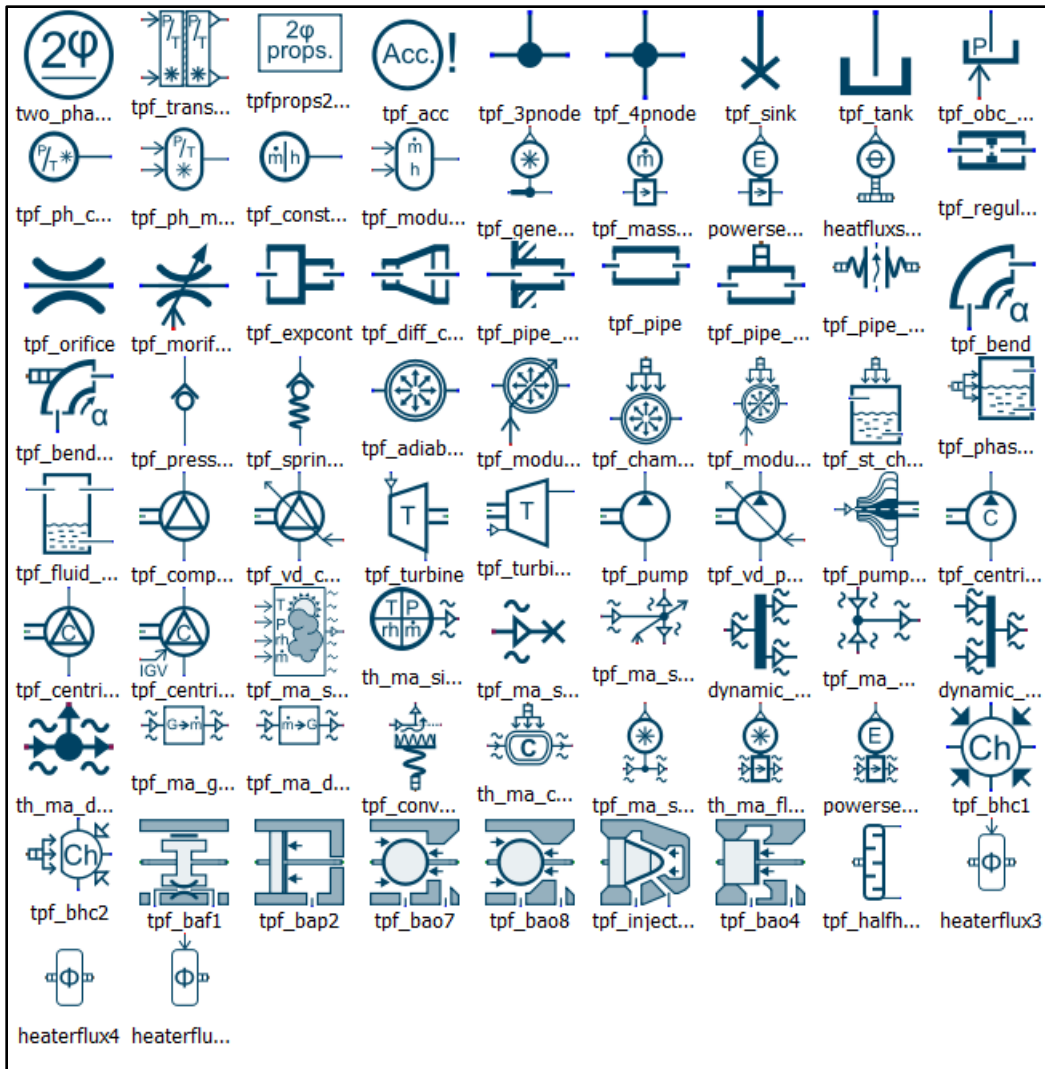 2φ
P/T P/T
2φ
props.
Acc.!
P
two_pha...
tpf_trans...
tpfprops2...
tpf_acc
tpf_3pnode
tpf_4pnode
tpf_sink
tpf_tank
tpf_obc_...
P/T
P/T
ṁ h
ṁ
h
ṁ
E
tpf_ph_c...
tpf_ph_m...
tpf_const...
tpf_modu...
tpf_gene...
tpf_mass...
powerse...
heatfluxs...
tpf_regul...
α
tpf_orifice
tpf_morif...
tpf_expcont
tpf_diff_c...
tpf_pipe_...
tpf_pipe
tpf_pipe_...
tpf_pipe_...
tpf_bend
α
tpf_bend...
tpf_press...
tpf_sprin...
tpf_adiab...
tpf_modu...
tpf_cham...
tpf_modu...
tpf_st_ch...
tpf_phas...
T
T
C
tpf_fluid_...
tpf_comp...
tpf_vd_c...
tpf_turbine
tpf_turbi...
tpf_pump
tpf_vd_p...
tpf_pump...
tpf_centri...
C
C
IGV
T
P
rh
ṁ
T P
rh ṁ
tpf_centri...
tpf_centri...
tpf_ma_s...
th_ma_si...
tpf_ma_s...
tpf_ma_s...
dynamic_...
tpf_ma_...
dynamic_...
G→ṁ
ṁ→G
C
E
Ch
th_ma_d...
tpf_ma_g...
tpf_ma_d...
tpf_conv...
th_ma_c...
tpf_ma_s...
th_ma_fl...
powerse...
tpf_bhc1
Ch
Φ
tpf_bhc2
tpf_baf1
tpf_bap2
tpf_bao7
tpf_bao8
tpf_inject...
tpf_bao4
tpf_halfh...
heaterflux3
Φ
Φ
heaterflux4
heaterflu...